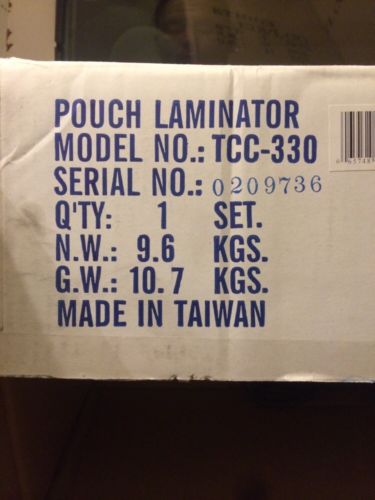 POUCH LAMINATOR
MODEL NO.: TCC-330
SERIAL NO.: 0209736
Q'TY: 1 SET.
N.W.: 9.6 KGS.
G.W.: 10.7 KGS.
MADE IN TAIWAN